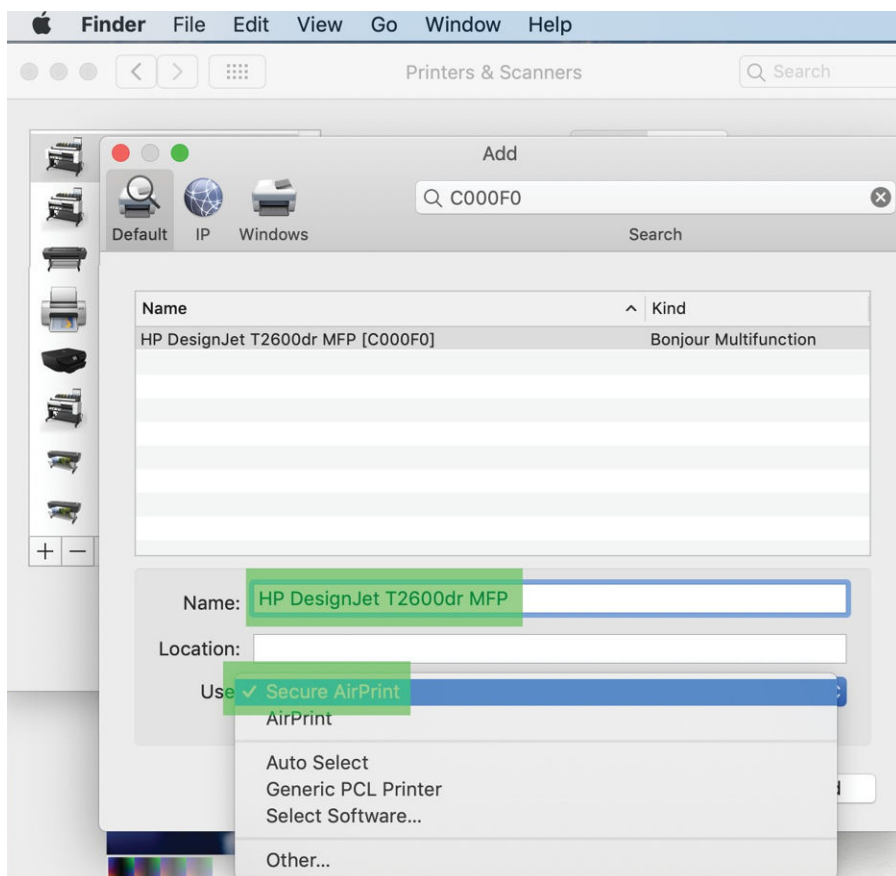 Finder File Edit View Go Window Help
Printers & Scanners
Search
Add
C000F0
Default IP Windows Search
Name Kind
HP DesignJet T2600dr MFP [C000F0] Bonjour Multifunction
Name: HP DesignJet T2600dr MFP
Location:
Use ✓ Secure AirPrint
AirPrint
Auto Select
Generic PCL Printer
Select Software...
Other...